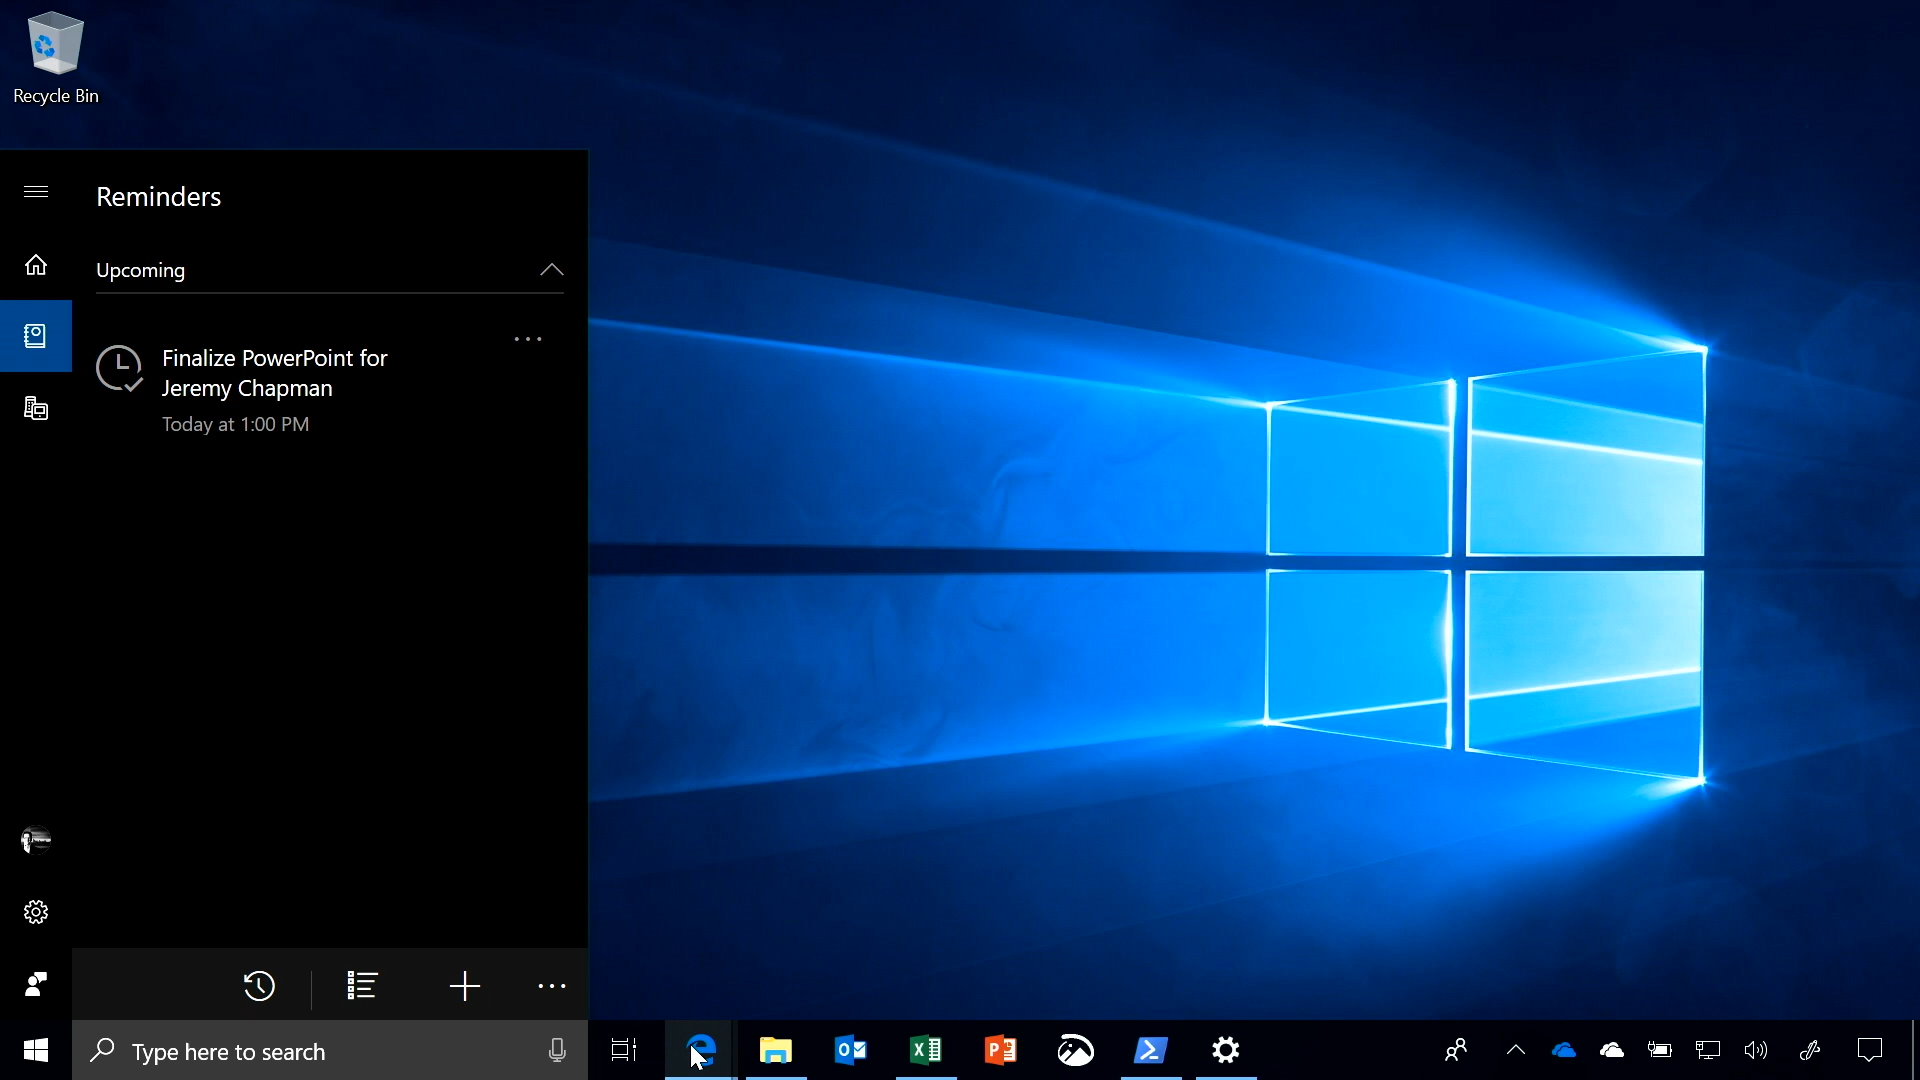 Recycle Bin
Reminders
Upcoming
Finalize PowerPoint for
Jeremy Chapman
Today at 1:00 PM
Type here to search